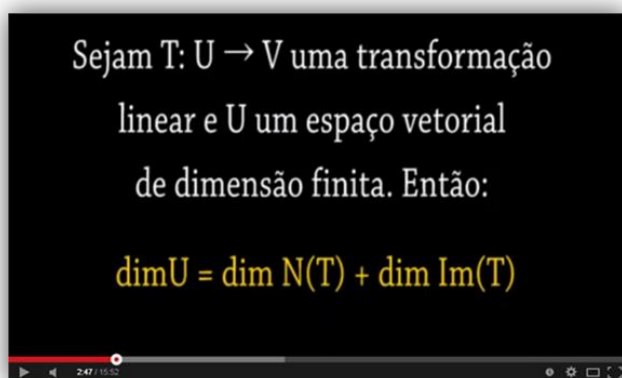 Sejam T: U → V uma transformação
linear e U um espaço vetorial
de dimensão finita. Então:
dimU = dim N(T) + dim Im(T)
2:47 / 15:52